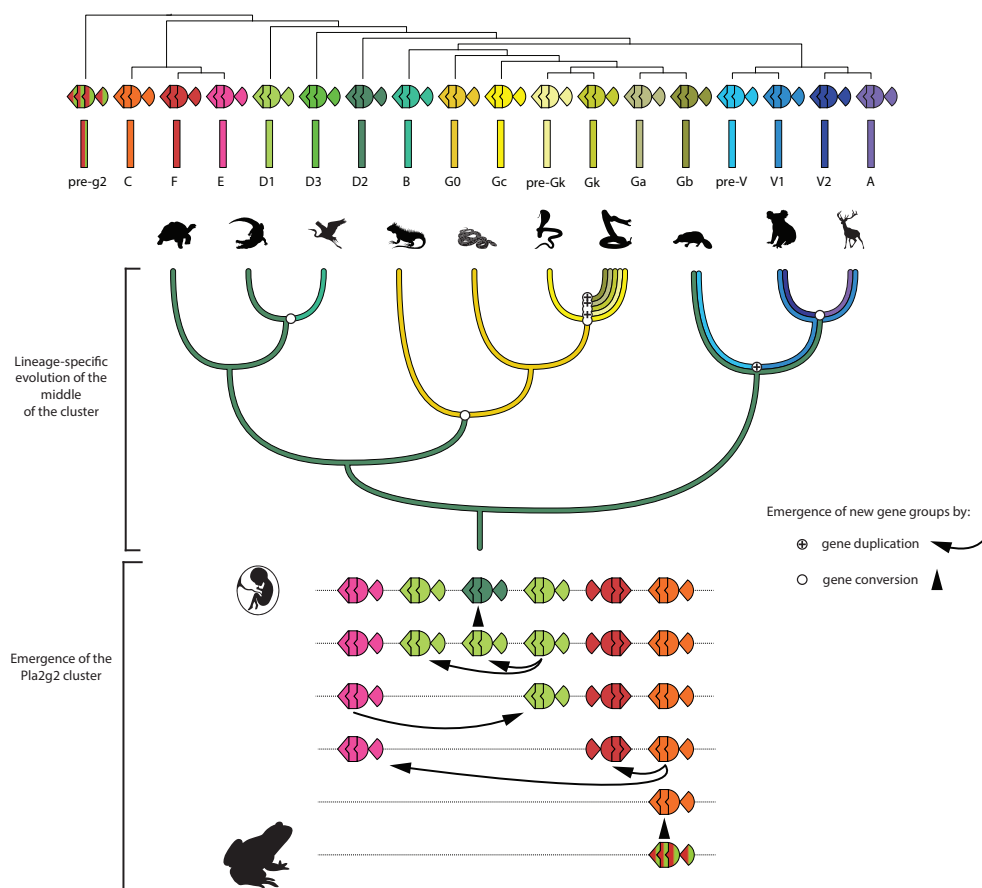 pre-g2 C F E D1 D3 D2 B G0 Gc pre-Gk Gk Ga Gb pre-V V1 V2 A
Lineage-specific
evolution of the
middle
of the cluster
Emergence of new gene groups by:
gene duplication
gene conversion
Emergence of the
Pla2g2 cluster